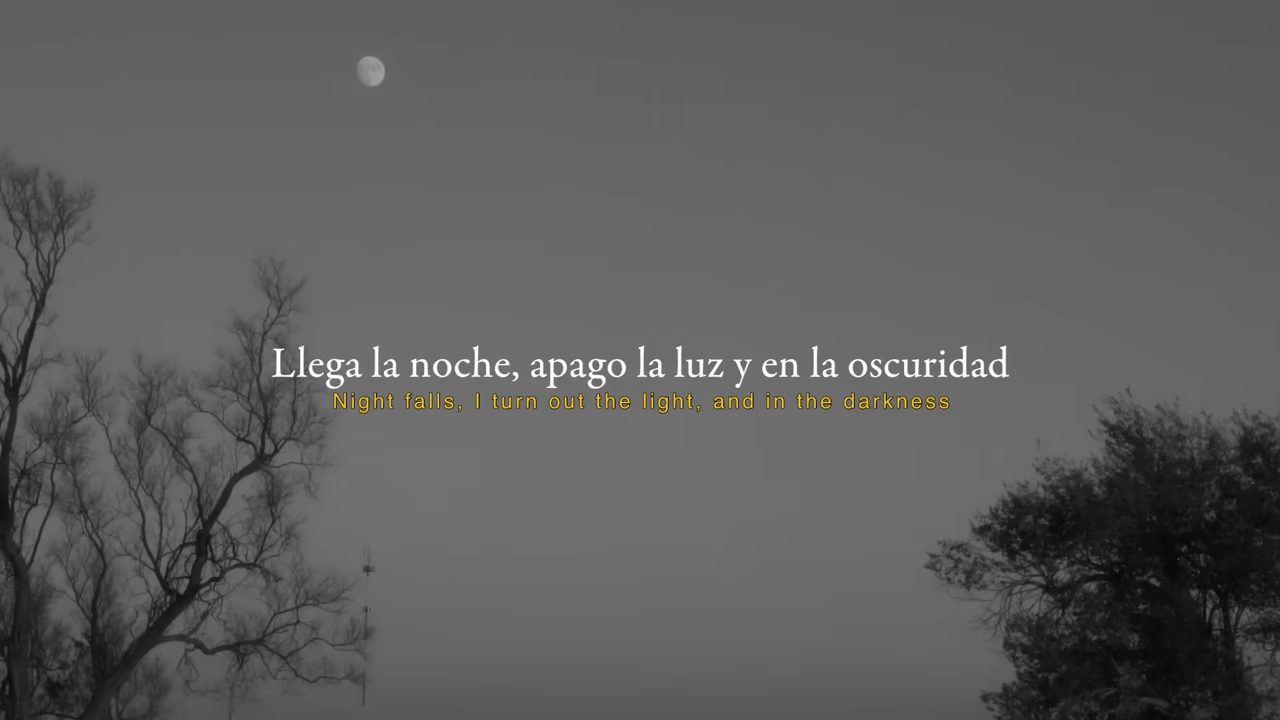 Llega la noche, apago la luz y en la oscuridad
Night falls, I turn out the light, and in the darkness